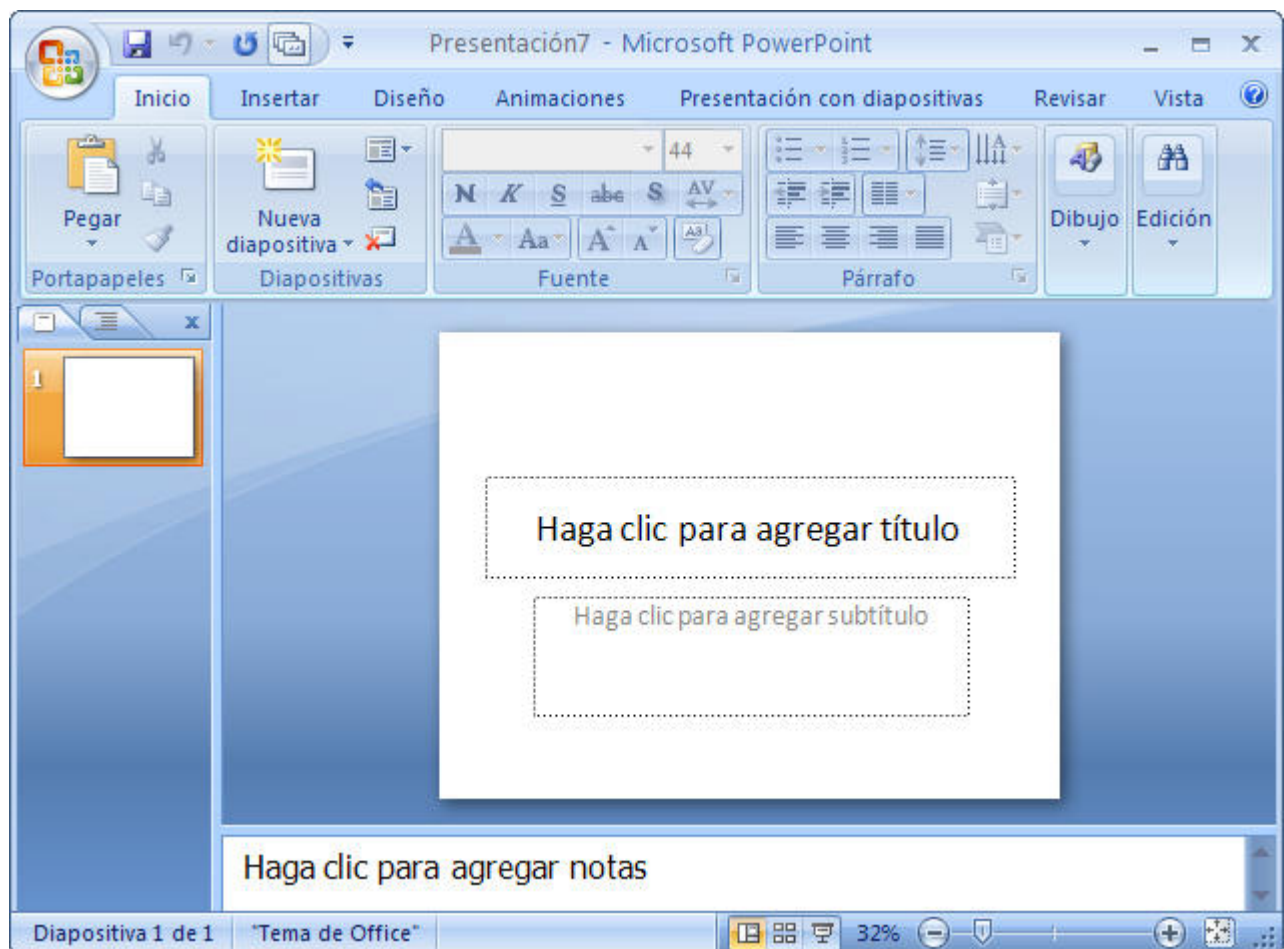 Presentación7 - Microsoft PowerPoint
Inicio Insertar Diseño Animaciones Presentación con diapositivas Revisar Vista
44
N K S abc S AV
Pegar Nueva diapositiva Dibujo Edición
A Aa A A Aa
Portapapeles Diapositivas Fuente Párrafo
1
Haga clic para agregar título
Haga clic para agregar subtítulo
Haga clic para agregar notas
Diapositiva 1 de 1 "Tema de Office" 32%